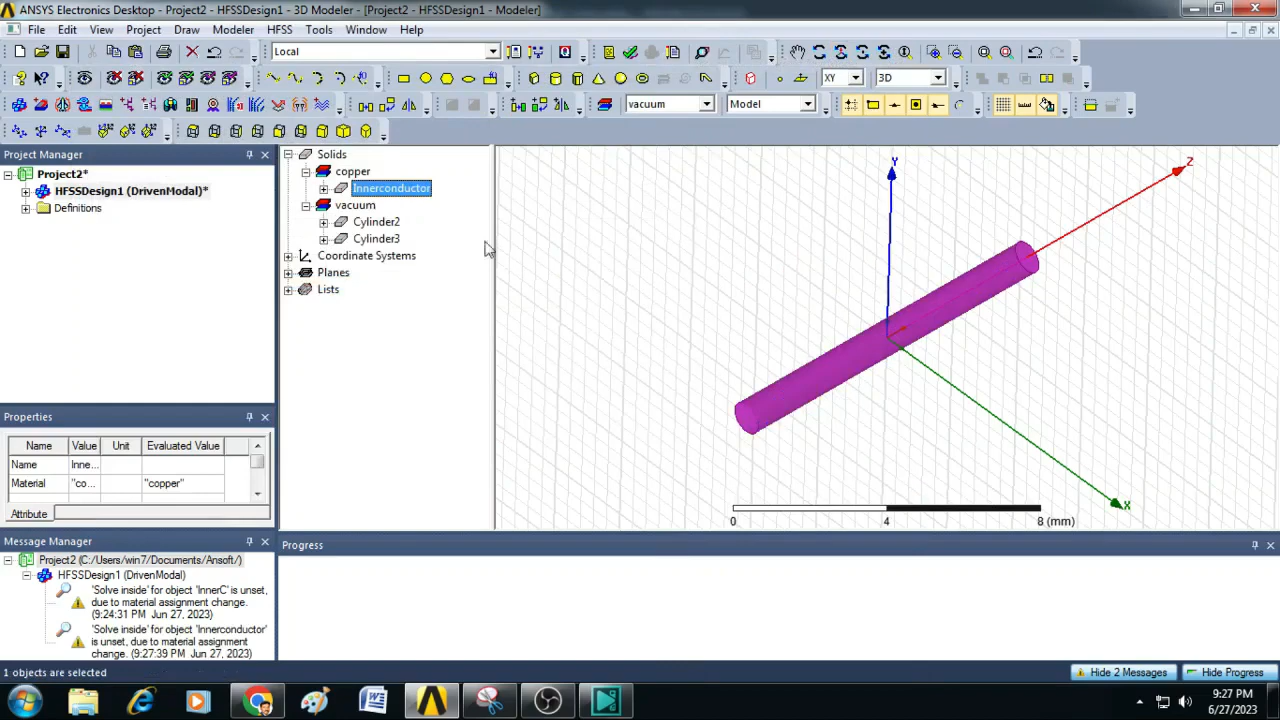 ANSYS Electronics Desktop - Project2 - HFSSDesign1 - 3D Modeler - [Project2 - HFSSDesign1 - Modeler]
File Edit View Project Draw Modeler HFSS Tools Window Help
Local
XY 3D
vacuum Model
Project Manager
Project2*
HFSSDesign1 (DrivenModal)*
Definitions
Solids
copper
Innerconductor
vacuum
Cylinder2
Cylinder3
Coordinate Systems
Planes
Lists
Y
Z
X
0 4 8 (mm)
Properties
Name Value Unit Evaluated Value
Name Inne...
Material "co... "copper"
Attribute
Message Manager
Project2 (C:/Users/win7/Documents/Ansoft/)
HFSSDesign1 (DrivenModal)
'Solve inside' for object 'InnerC' is unset,
due to material assignment change.
(9:24:31 PM Jun 27, 2023)
'Solve inside' for object 'Innerconductor'
is unset, due to material assignment
change. (9:27:39 PM Jun 27, 2023)
Progress
1 objects are selected
Hide 2 Messages
Hide Progress
9:27 PM
6/27/2023